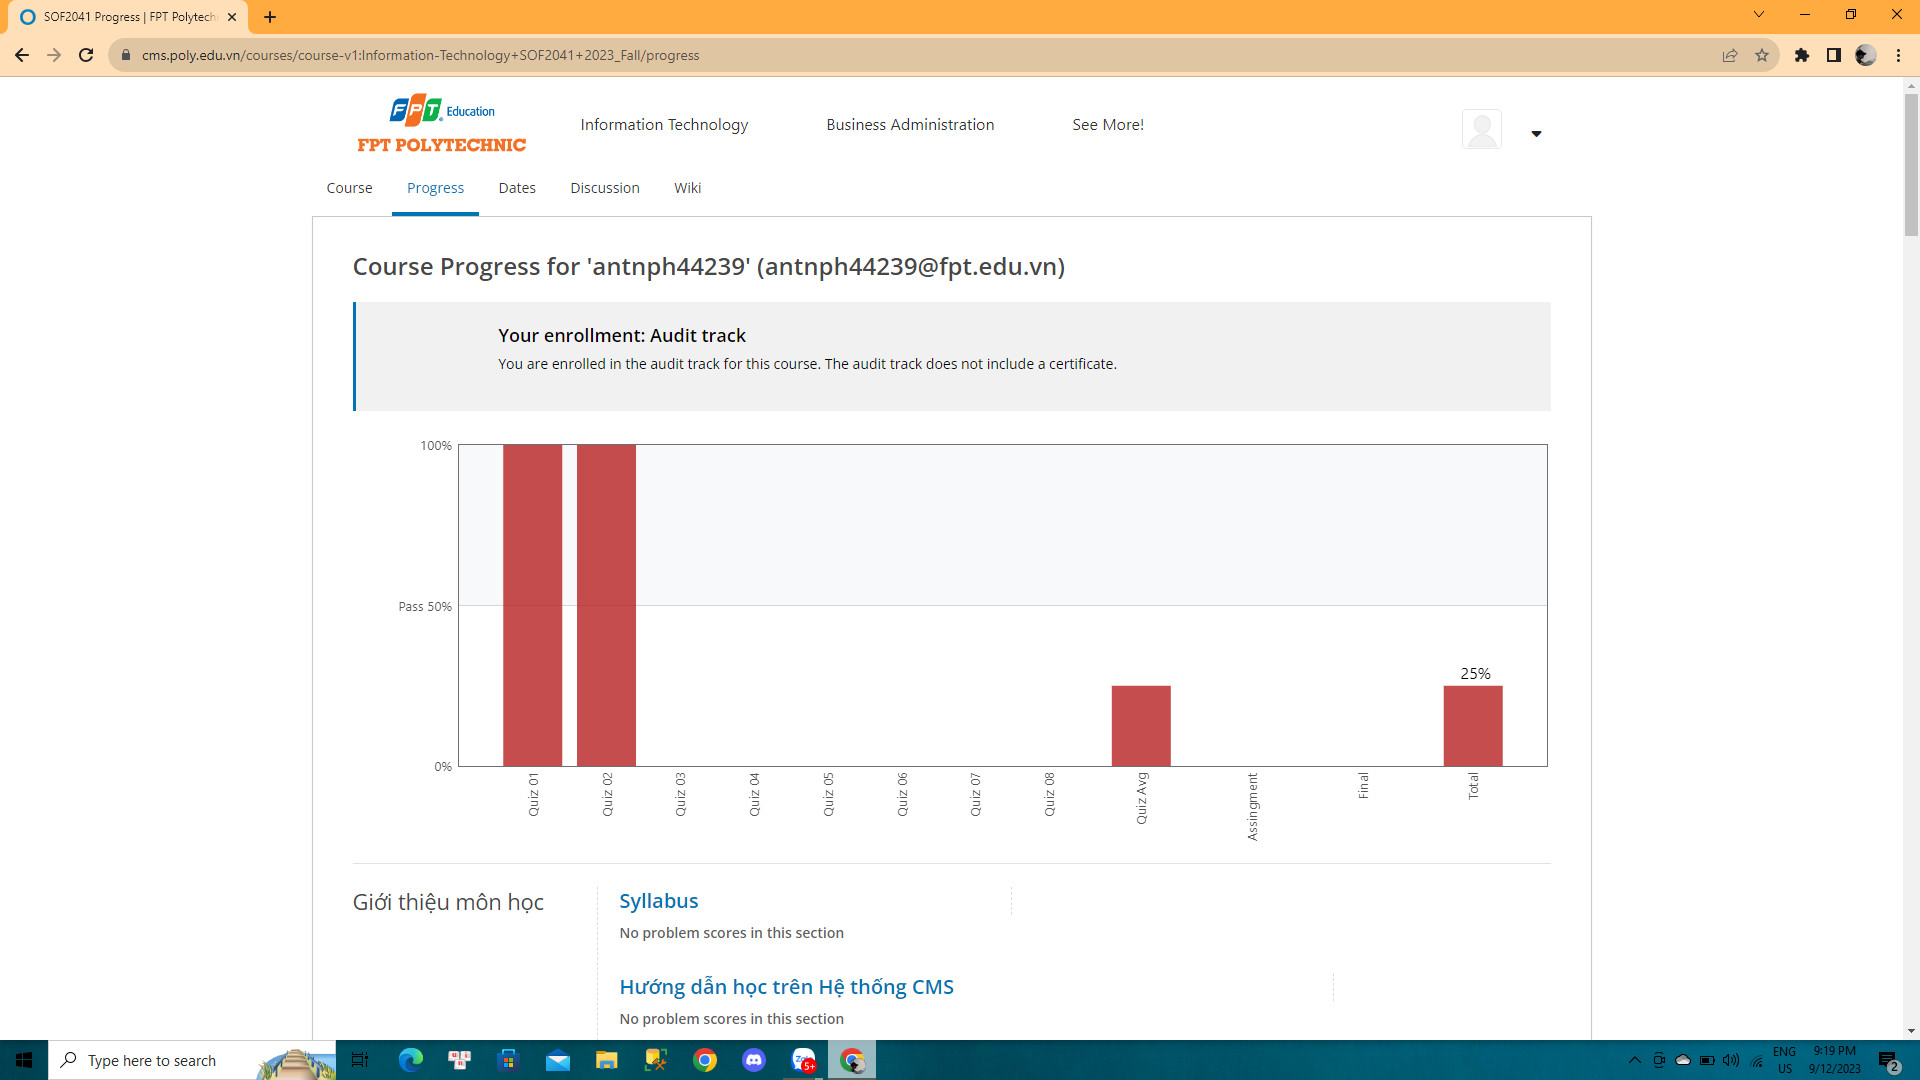 SOF2041 Progress | FPT Polytech
cms.poly.edu.vn/courses/course-v1:Information-Technology+SOF2041+2023_Fall/progress
FPT Education
FPT POLYTECHNIC
Information Technology
Business Administration
See More!
Course
Progress
Dates
Discussion
Wiki
Course Progress for 'antnph44239' (antnph44239@fpt.edu.vn)
Your enrollment: Audit track
You are enrolled in the audit track for this course. The audit track does not include a certificate.
100%
Pass 50%
0%
25%
Quiz 01
Quiz 02
Quiz 03
Quiz 04
Quiz 05
Quiz 06
Quiz 07
Quiz 08
Quiz Avg
Assingment
Final
Total
Giới thiệu môn học
Syllabus
No problem scores in this section
Hướng dẫn học trên Hệ thống CMS
No problem scores in this section
Type here to search
5+
ENG
US
9:19 PM
9/12/2023
2